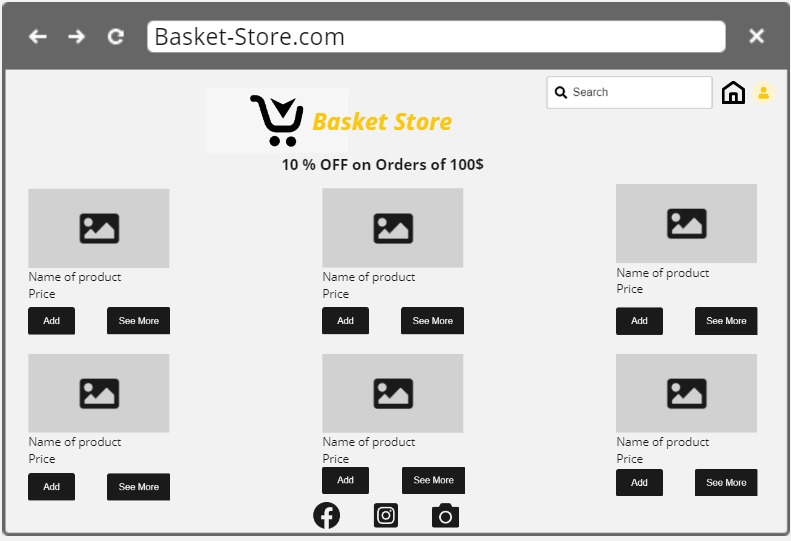 Basket-Store.com
Search
Basket Store
10 % OFF on Orders of 100$
Name of product
Price
Add
See More
Name of product
Price
Add
See More
Name of product
Price
Add
See More
Name of product
Price
Add
See More
Name of product
Price
Add
See More
Name of product
Price
Add
See More